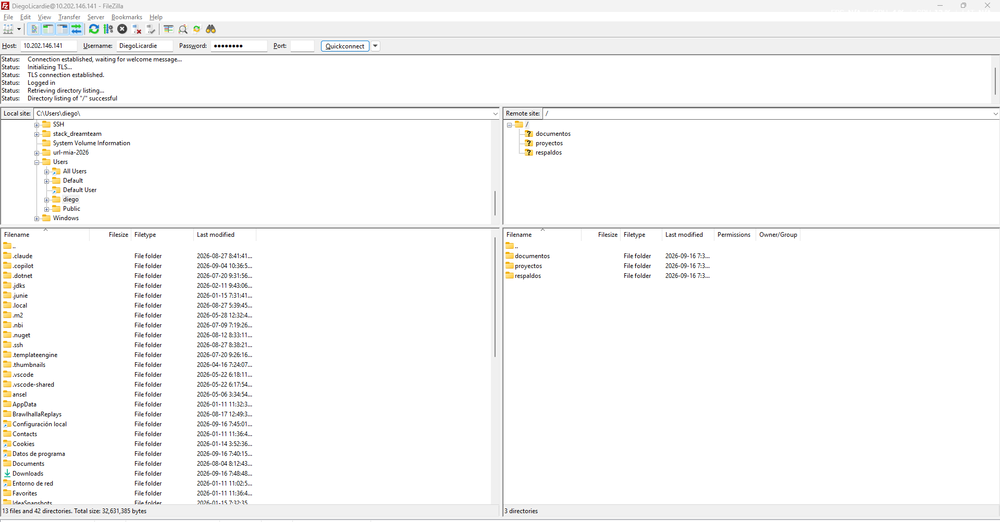 DiegoLicardie@10.202.146.141 - FileZilla
File Edit View Transfer Server Bookmarks Help
Host: 10.202.146.141 Username: DiegoLicardie Password: ●●●●●●●● Port: Quickconnect
Status: Connection established, waiting for welcome message...
Status: Initializing TLS...
Status: TLS connection established.
Status: Logged in
Status: Retrieving directory listing...
Status: Directory listing of "/" successful
Local site: C:\Users\diego\
SSH
stack_dreamteam
System Volume Information
url-mia-2026
Users
All Users
Default
Default User
diego
Public
Windows
Filename Filesize Filetype Last modified
..
.claude File folder 2026-08-27 8:41:41...
.copilot File folder 2026-09-04 10:36:5...
.dotnet File folder 2026-07-20 9:31:56...
.jdks File folder 2026-02-11 9:43:06...
.junie File folder 2026-01-15 7:31:41...
.local File folder 2026-08-27 5:39:45...
.m2 File folder 2026-05-28 12:32:4...
.nbi File folder 2026-07-09 7:19:26...
.nuget File folder 2026-08-12 8:33:11...
.ssh File folder 2026-08-27 8:38:21...
.templateengine File folder 2026-07-20 9:26:16...
.thumbnails File folder 2026-04-16 7:24:07...
.vscode File folder 2026-05-22 6:18:11...
.vscode-shared File folder 2026-05-22 6:17:54...
ansel File folder 2026-05-06 3:34:54...
AppData File folder 2026-01-11 11:32:3...
BrawlhallaReplays File folder 2026-08-17 12:49:3...
Configuración local File folder 2026-09-16 7:45:01...
Contacts File folder 2026-01-11 11:36:4...
Cookies File folder 2026-01-14 3:52:36...
Datos de programa File folder 2026-09-16 7:40:15...
Documents File folder 2026-08-04 8:12:43...
Downloads File folder 2026-09-16 7:48:48...
Entorno de red File folder 2026-01-11 11:02:5...
Favorites File folder 2026-01-11 11:36:4...
IdeaSnapshots File folder 2026-01-15 7:32:35
13 files and 42 directories. Total size: 32,631,385 bytes
Remote site: /
/
documentos
proyectos
respaldos
Filename Filesize Filetype Last modified Permissions Owner/Group
..
documentos File folder 2026-09-16 7:3...
proyectos File folder 2026-09-16 7:3...
respaldos File folder 2026-09-16 7:3...
3 directories